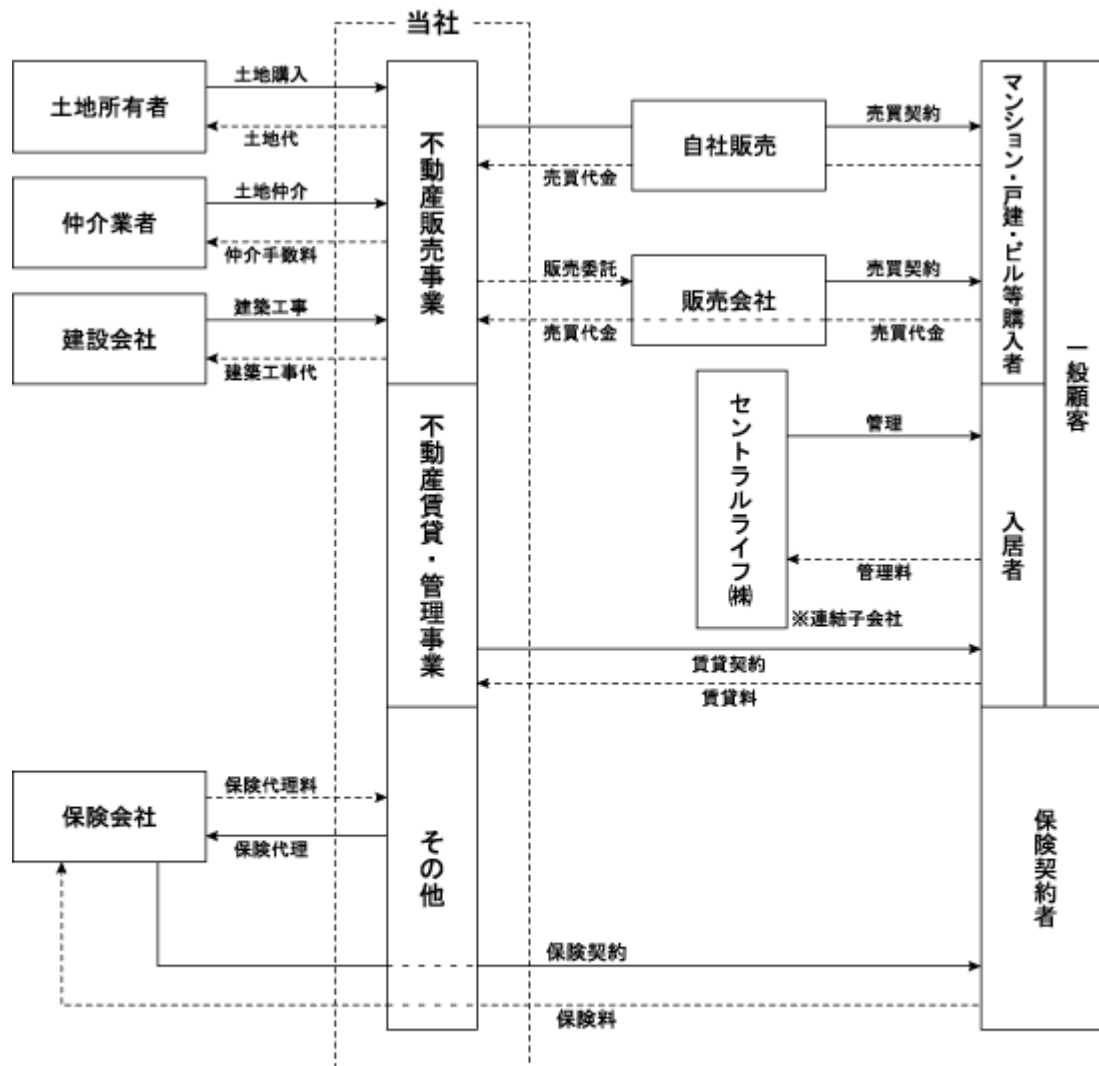 当社
土地所有者
土地購入
土地代
仲介業者
土地仲介
仲介手数料
建設会社
建築工事
建築工事代
不動産販売事業
自社販売
売買契約
売買代金
販売委託
販売会社
売買契約
売買代金
売買代金
マンション・戸建・ビル等購入者
一般顧客
不動産賃貸・管理事業
セントラルライフ㈱
※連結子会社
管理
管理料
入居者
賃貸契約
賃貸料
保険会社
保険代理料
保険代理
その他
保険契約者
保険契約
保険料